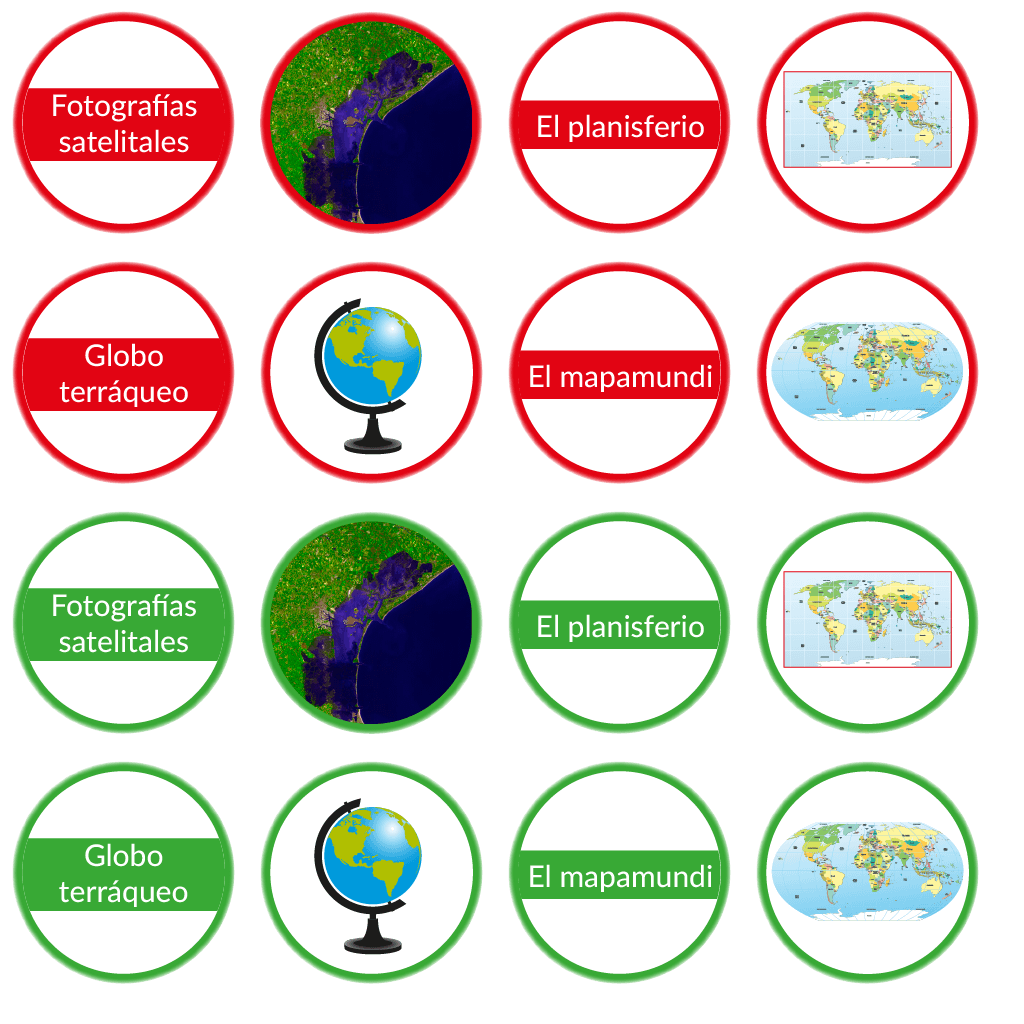 Fotografías
satelitales
El planisferio
Globo
terráqueo
El mapamundi
Fotografías
satelitales
El planisferio
Globo
terráqueo
El mapamundi